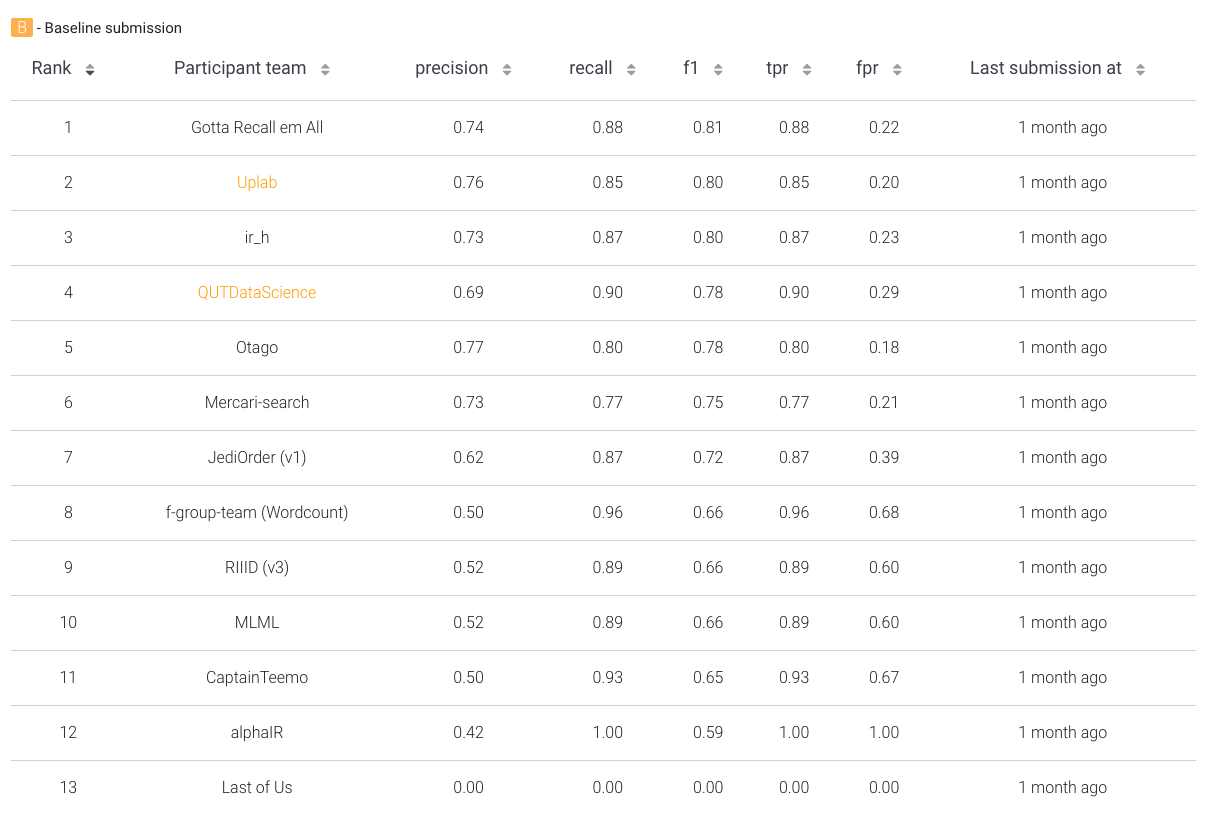 B - Baseline submission
Rank Participant team precision recall f1 tpr fpr Last submission at
1 Gotta Recall em All 0.74 0.88 0.81 0.88 0.22 1 month ago
2 Uplab 0.76 0.85 0.80 0.85 0.20 1 month ago
3 ir_h 0.73 0.87 0.80 0.87 0.23 1 month ago
4 QUTDataScience 0.69 0.90 0.78 0.90 0.29 1 month ago
5 Otago 0.77 0.80 0.78 0.80 0.18 1 month ago
6 Mercari-search 0.73 0.77 0.75 0.77 0.21 1 month ago
7 JediOrder (v1) 0.62 0.87 0.72 0.87 0.39 1 month ago
8 f-group-team (Wordcount) 0.50 0.96 0.66 0.96 0.68 1 month ago
9 RIIID (v3) 0.52 0.89 0.66 0.89 0.60 1 month ago
10 MLML 0.52 0.89 0.66 0.89 0.60 1 month ago
11 CaptainTeemo 0.50 0.93 0.65 0.93 0.67 1 month ago
12 alphaIR 0.42 1.00 0.59 1.00 1.00 1 month ago
13 Last of Us 0.00 0.00 0.00 0.00 0.00 1 month ago